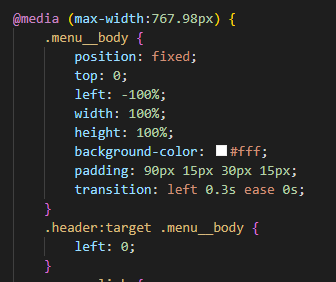 @media (max-width:767.98px) {
.menu__body {
position: fixed;
top: 0;
left: -100%;
width: 100%;
height: 100%;
background-color: #fff;
padding: 90px 15px 30px 15px;
transition: left 0.3s ease 0s;
}
.header:target .menu__body {
left: 0;
}